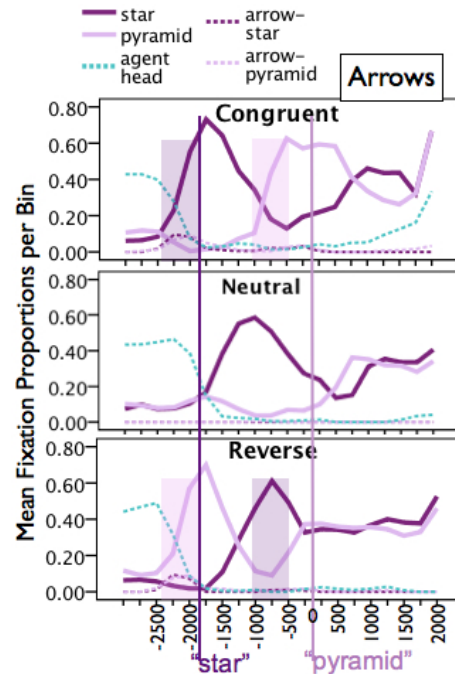 star
pyramid
agent head
arrow-star
arrow-pyramid
Arrows
Mean Fixation Proportions per Bin
Congruent
0.80
0.60
0.40
0.20
0.00
Neutral
0.80
0.60
0.40
0.20
0.00
Reverse
0.80
0.60
0.40
0.20
0.00
-2500
-2000
-1500
-1000
-500
0
500
1000
1500
2000
"star"
"pyramid"